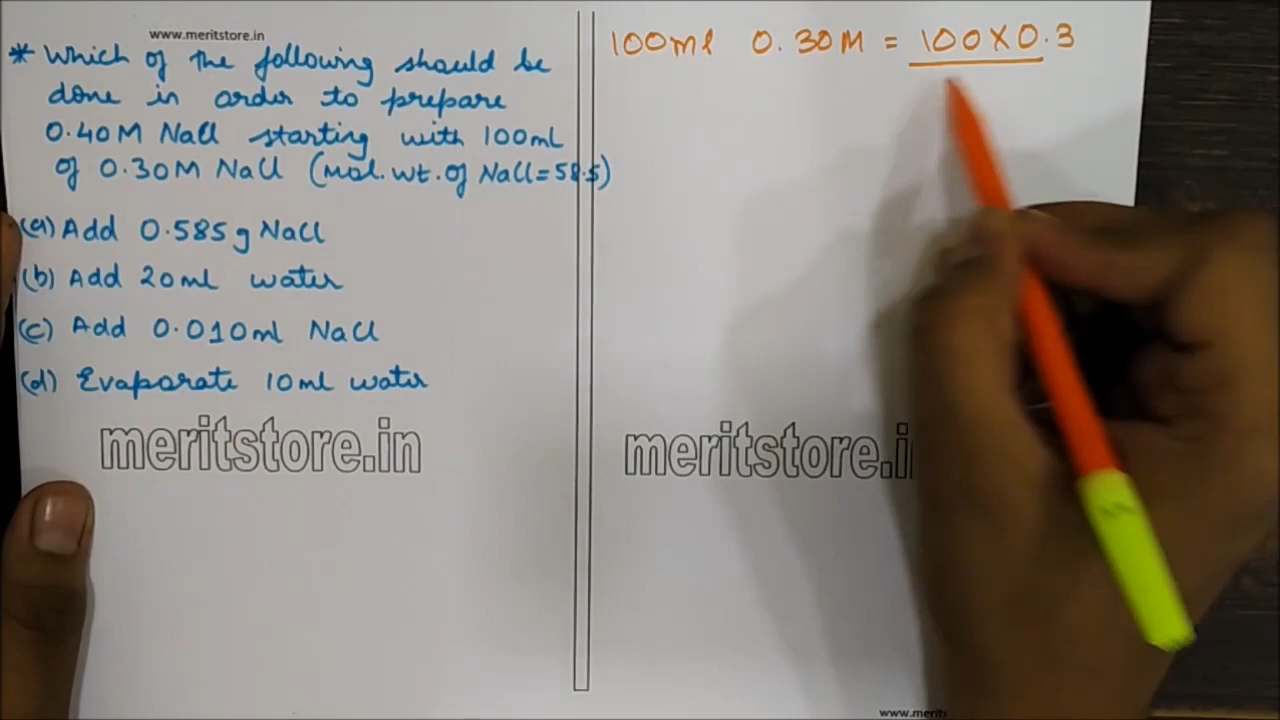 www.meritstore.in
* Which of the following should be
done in order to prepare
0.40M NaCl starting with 100ml
of 0.30M NaCl (mol. wt. of NaCl = 58.5)
(a) Add 0.585 g NaCl
(b) Add 20ml water
(c) Add 0.010ml NaCl
(d) Evaporate 10ml water
meritstore.in
100ml 0.30M = 100 X 0.3
meritstore.i
www.merits